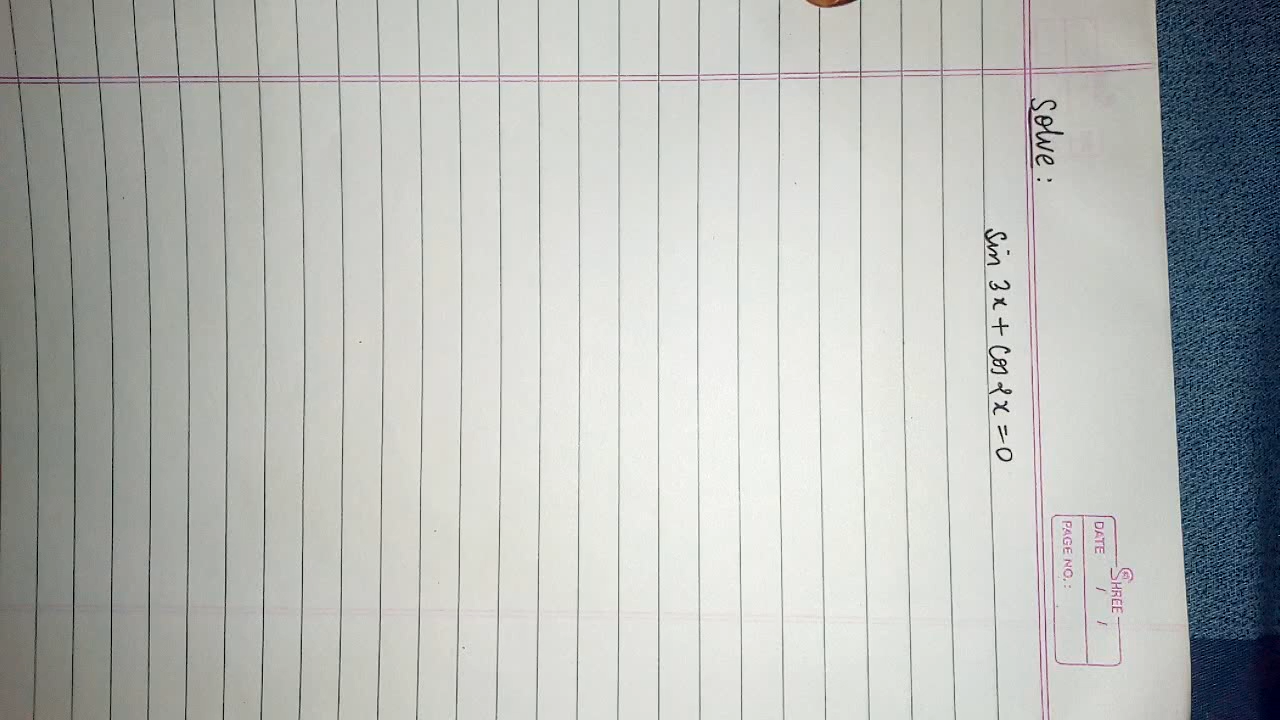 SHREE
DATE / /
PAGE NO.:
Solve:
Sin 3x + Cos 2x = 0